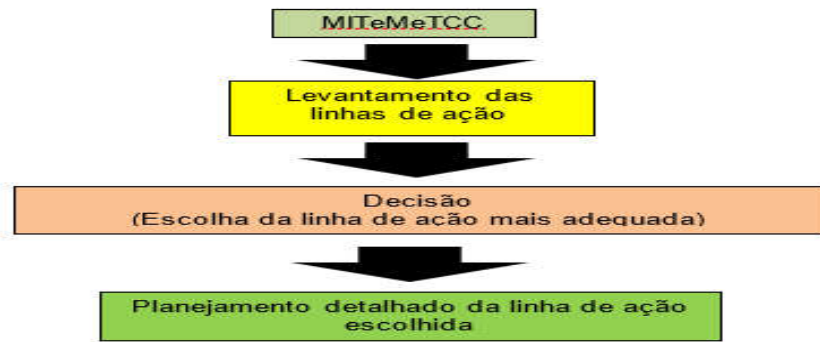 MITeMeTCC
Levantamento das
linhas de ação
Decisão
(Escolha da linha de ação mais adequada)
Planejamento detalhado da linha de ação
escolhida